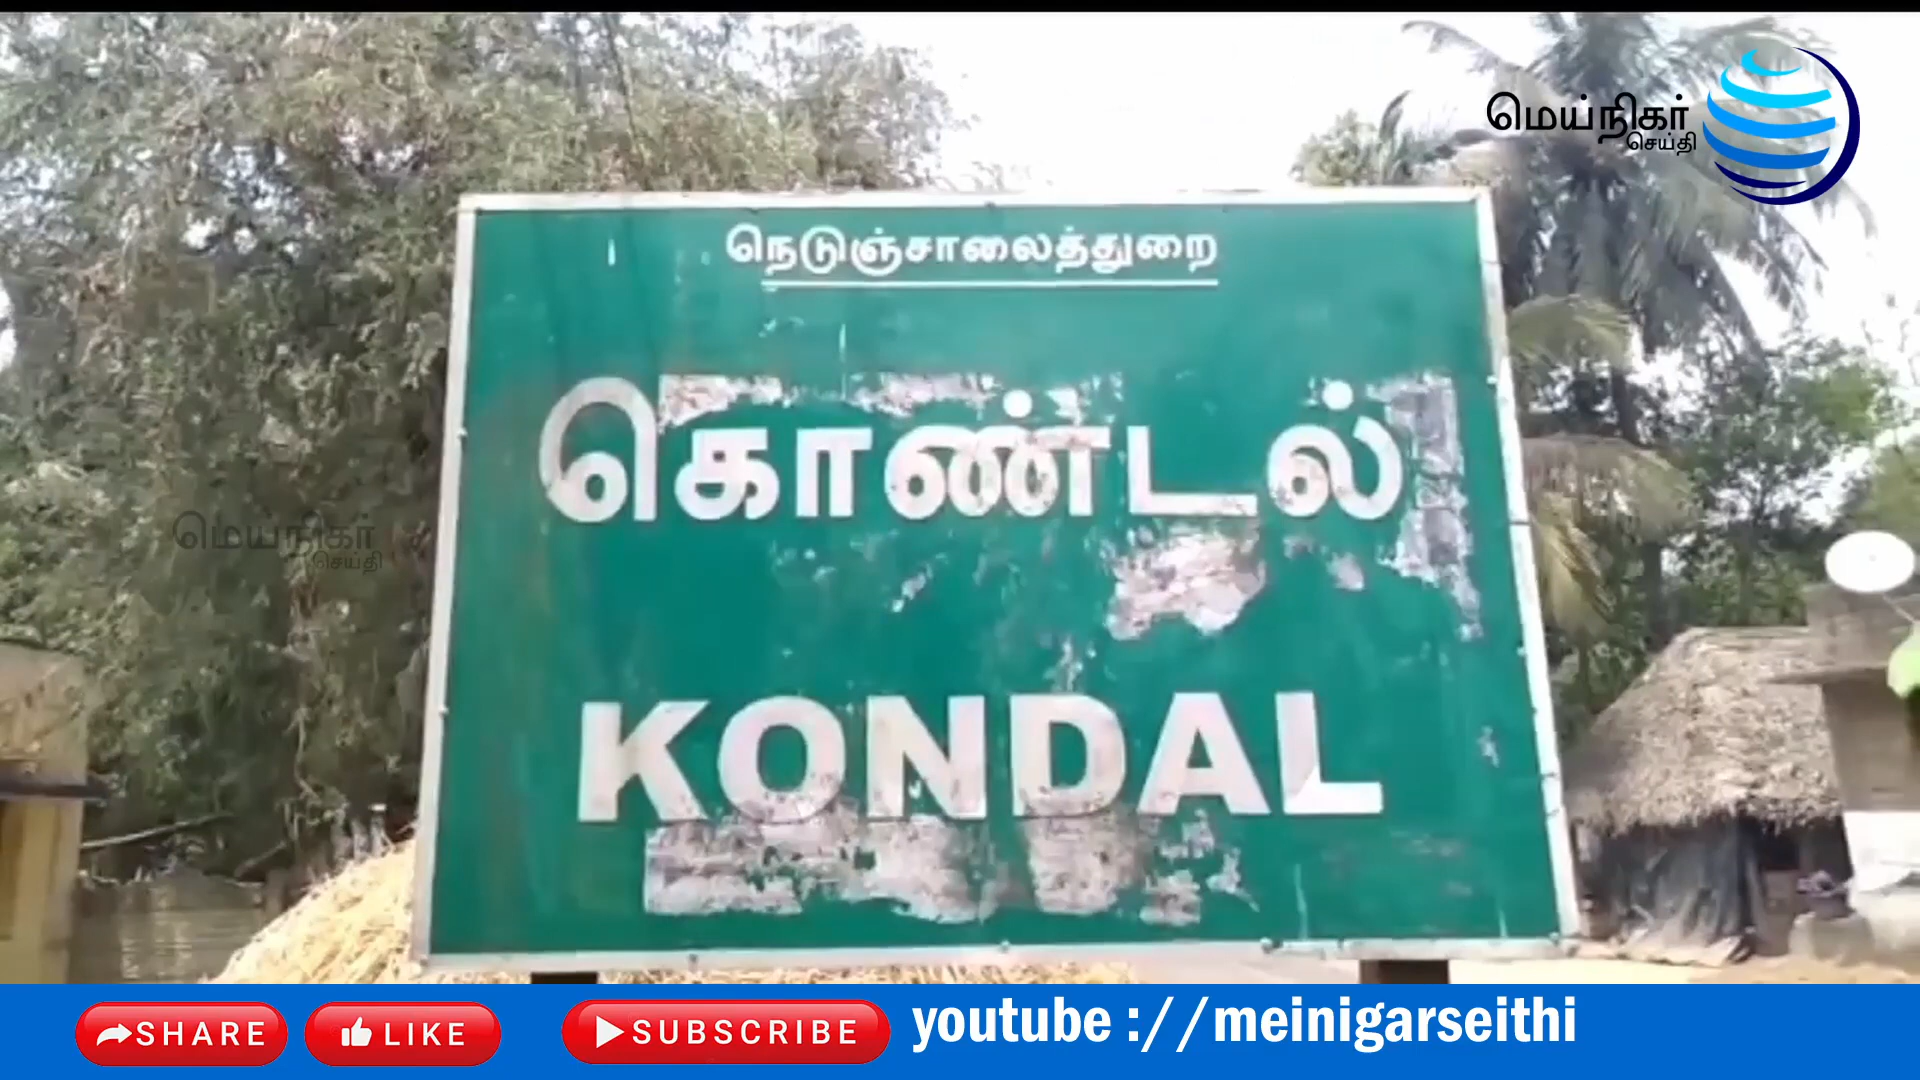 மெய்நிகர்
செய்தி
நெடுஞ்சாலைத்துறை
கொண்டல்
மெய்நிகர்
செய்தி
KONDAL
SHARE LIKE SUBSCRIBE youtube ://meinigarseithi